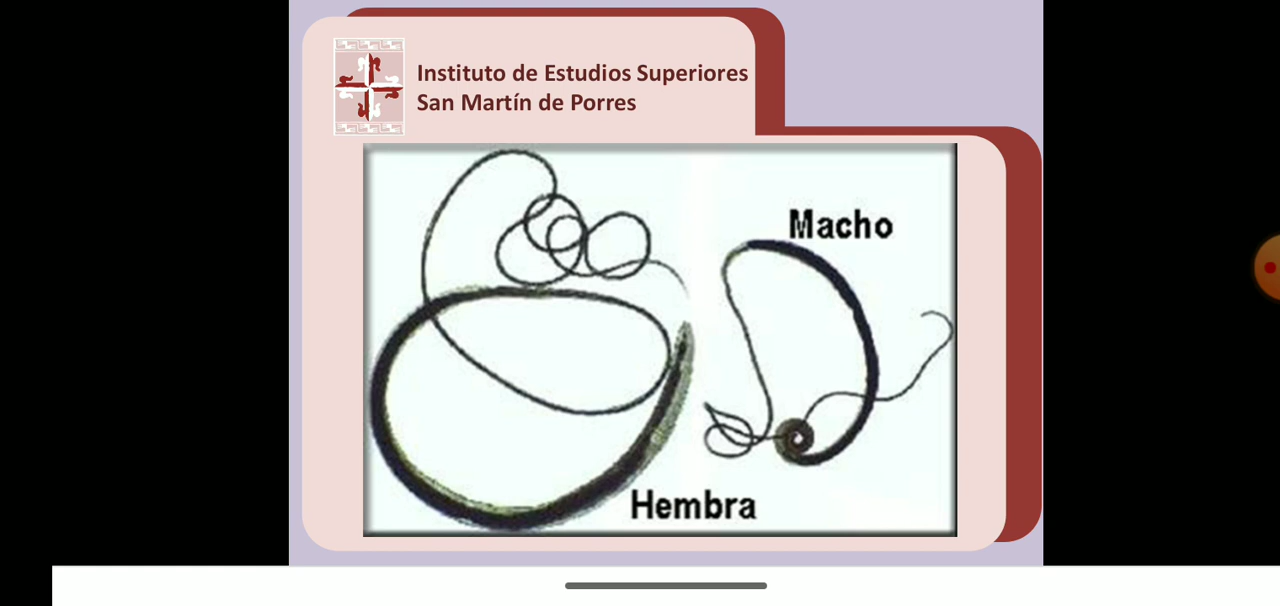 Instituto de Estudios Superiores
San Martín de Porres
Macho
Hembra